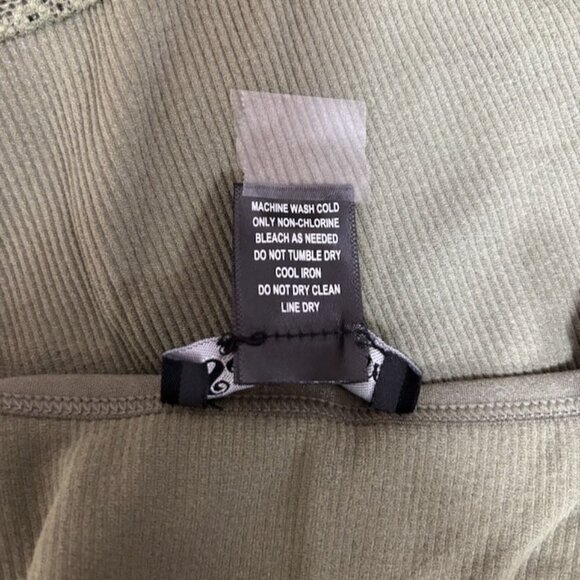 MACHINE WASH COLD
ONLY NON-CHLORINE
BLEACH AS NEEDED
DO NOT TUMBLE DRY
COOL IRON
DO NOT DRY CLEAN
LINE DRY